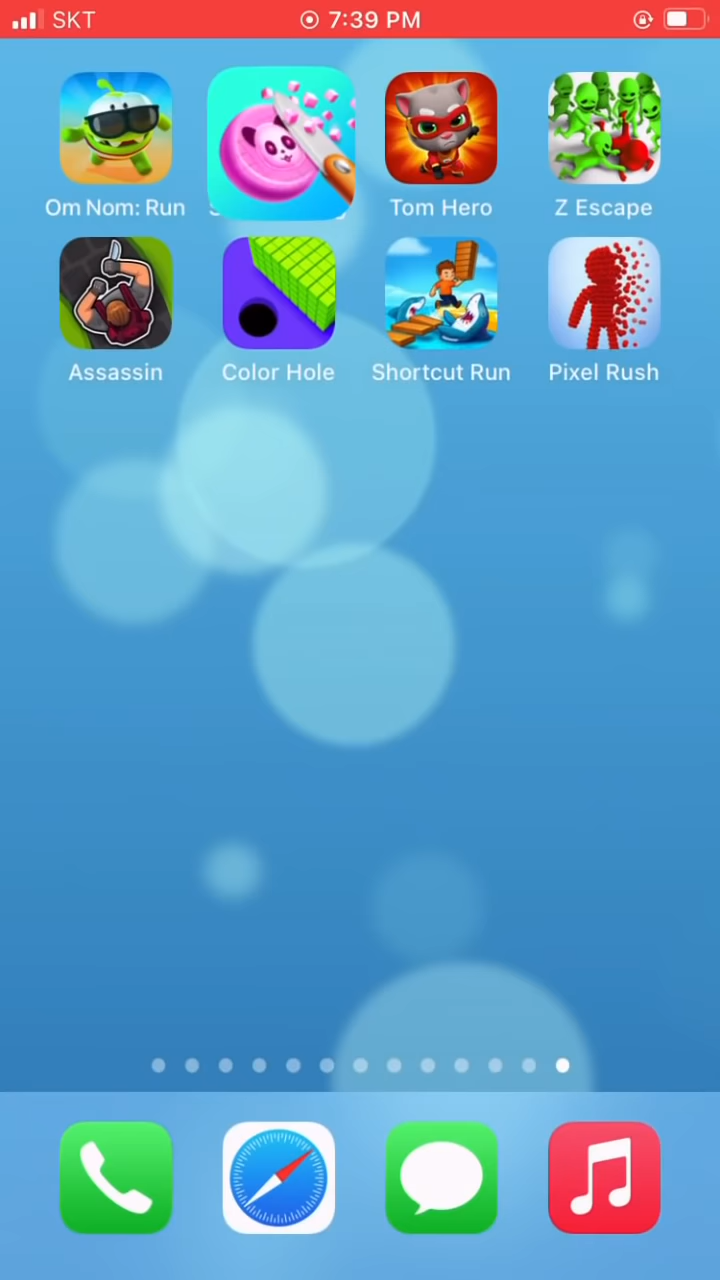 SKT
7:39 PM
Om Nom: Run
Tom Hero
Z Escape
Assassin
Color Hole
Shortcut Run
Pixel Rush